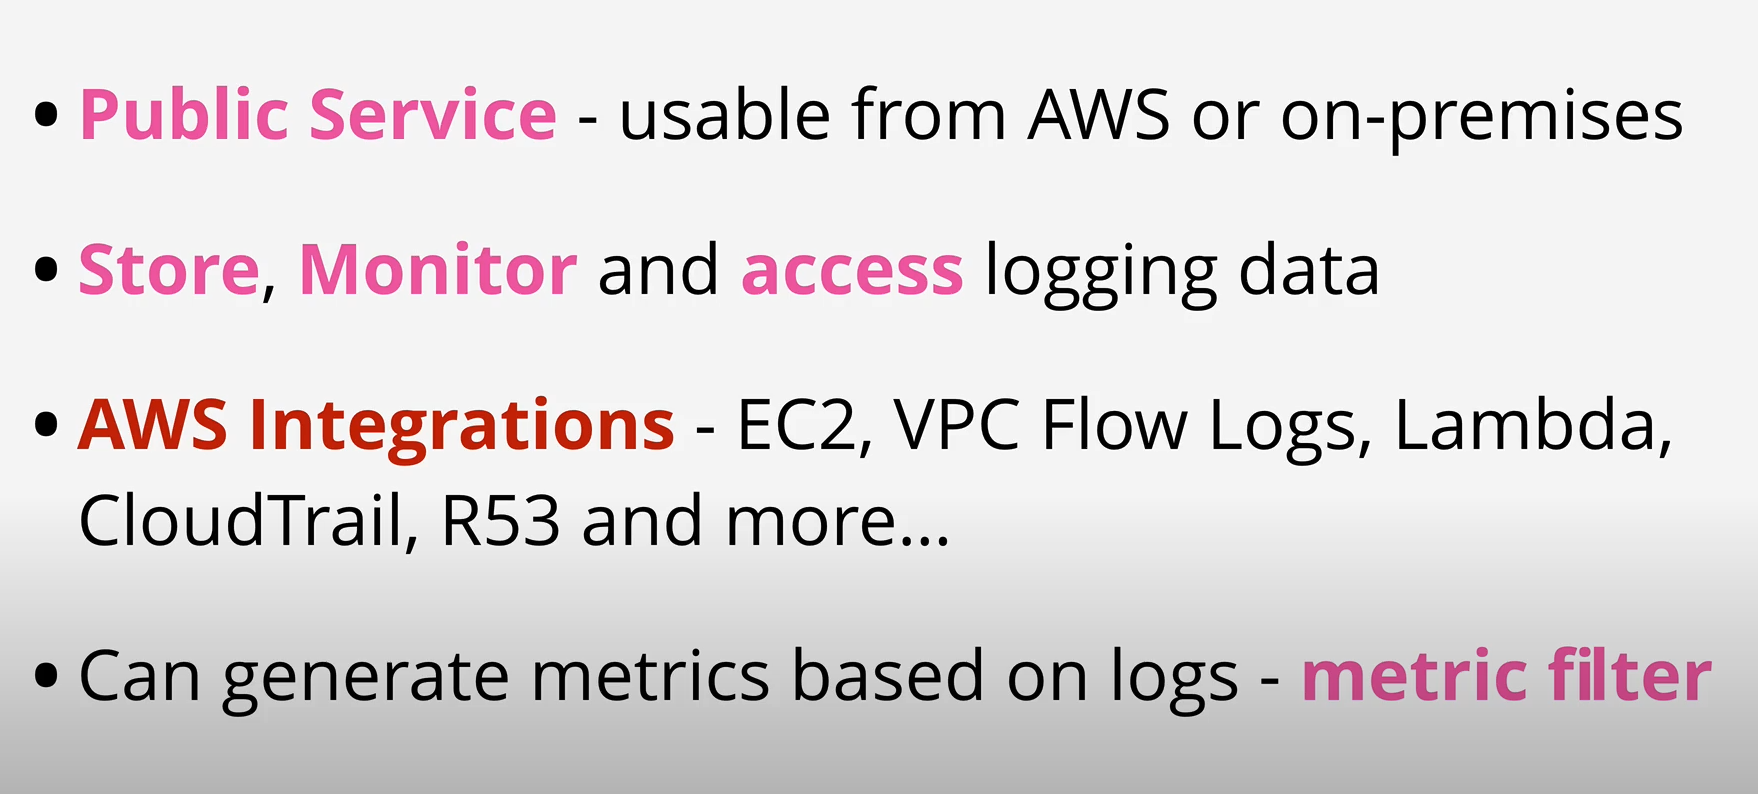 • Public Service - usable from AWS or on-premises
• Store, Monitor and access logging data
• AWS Integrations - EC2, VPC Flow Logs, Lambda,
CloudTrail, R53 and more...
• Can generate metrics based on logs - metric filter